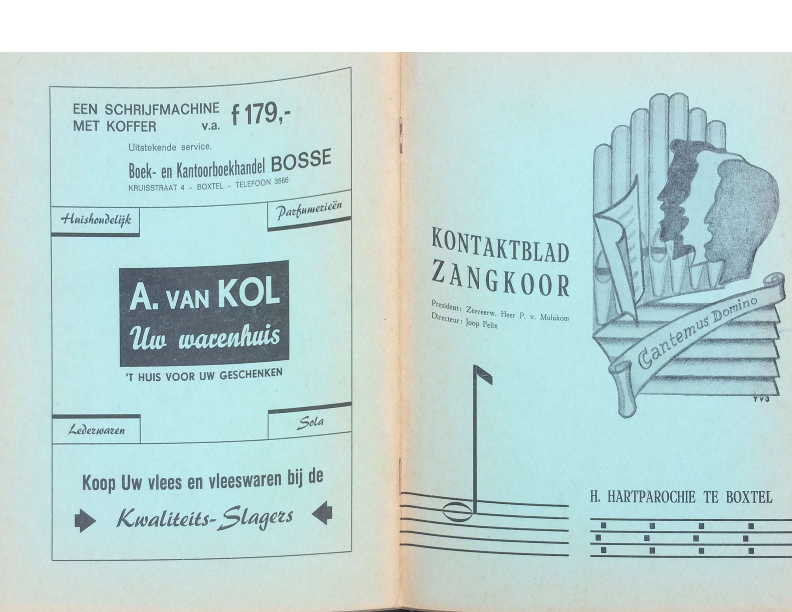 EEN SCHRIJFMACHINE
MET KOFFER v.a. f 179,-
Uitstekende service.
Boek- en Kantoorboekhandel BOSSE
KRUISSTRAAT 4 - BOXTEL - TELEFOON 3566
Huishoudelijk
Parfumerieën
A. VAN KOL
Uw warenhuis
'T HUIS VOOR UW GESCHENKEN
Lederwaren
Sola
Koop Uw vlees en vleeswaren bij de
Kwaliteits-Slagers
KONTAKTBLAD
ZANGKOOR
President: Zeereerw. Heer P. v. Mulukom
Directeur: Joop Felix
Cantemus Domino
TVO
H. HARTPAROCHIE TE BOXTEL